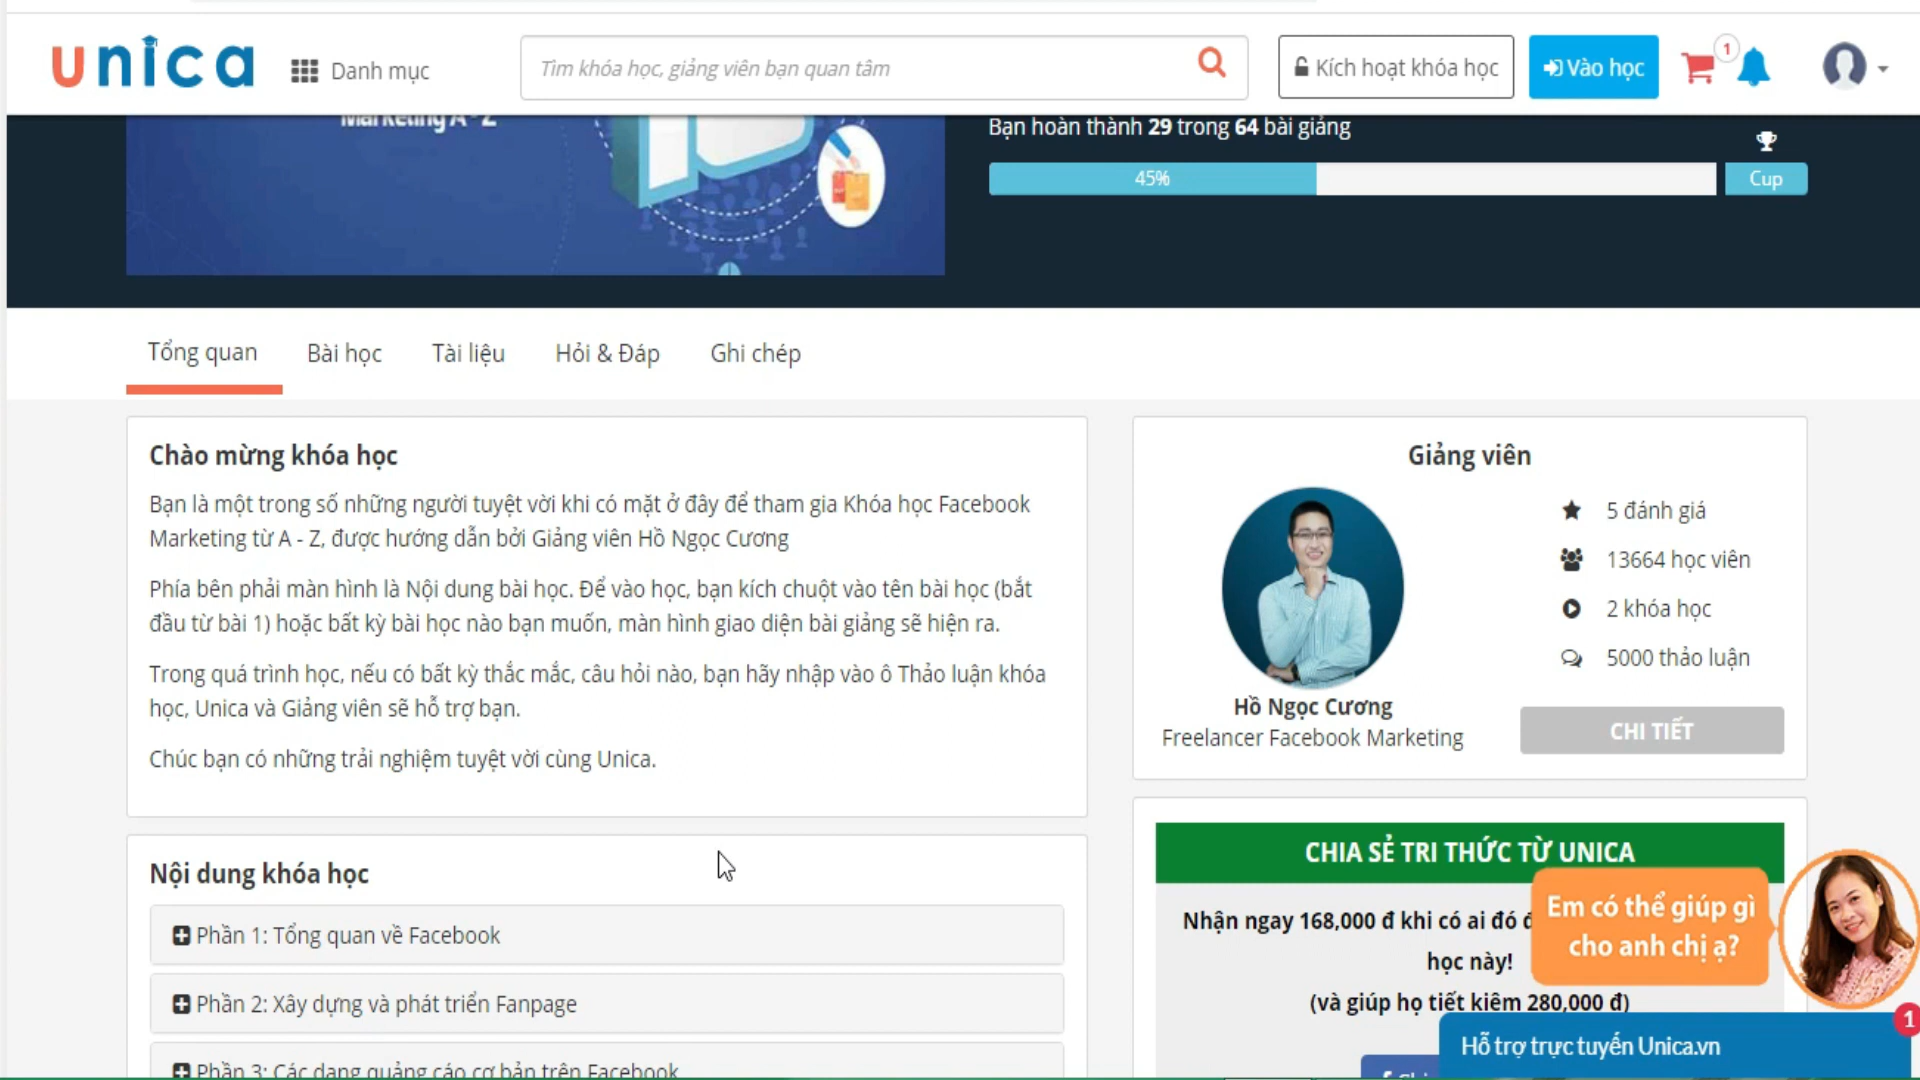 unica
Danh mục
Tìm khóa học, giảng viên bạn quan tâm
Kích hoạt khóa học
Vào học
1
Marketing A - Z
Bạn hoàn thành 29 trong 64 bài giảng
45%
Cup
Tổng quan
Bài học
Tài liệu
Hỏi & Đáp
Ghi chép
Chào mừng khóa học
Bạn là một trong số những người tuyệt vời khi có mặt ở đây để tham gia Khóa học Facebook
Marketing từ A - Z, được hướng dẫn bởi Giảng viên Hồ Ngọc Cương
Phía bên phải màn hình là Nội dung bài học. Để vào học, bạn kích chuột vào tên bài học (bắt
đầu từ bài 1) hoặc bất kỳ bài học nào bạn muốn, màn hình giao diện bài giảng sẽ hiện ra.
Trong quá trình học, nếu có bất kỳ thắc mắc, câu hỏi nào, bạn hãy nhập vào ô Thảo luận khóa
học, Unica và Giảng viên sẽ hỗ trợ bạn.
Chúc bạn có những trải nghiệm tuyệt vời cùng Unica.
Nội dung khóa học
Phần 1: Tổng quan về Facebook
Phần 2: Xây dựng và phát triển Fanpage
Phần 3: Các dạng quảng cáo cơ bản trên Facebook
Giảng viên
5 đánh giá
13664 học viên
2 khóa học
5000 thảo luận
Hồ Ngọc Cương
Freelancer Facebook Marketing
CHI TIẾT
CHIA SẺ TRI THỨC TỪ UNICA
Nhận ngay 168,000 đ khi có ai đó
học này!
(và giúp họ tiết kiêm 280,000 đ)
Em có thể giúp gì
cho anh chị ạ?
1
Hỗ trợ trực tuyến Unica.vn